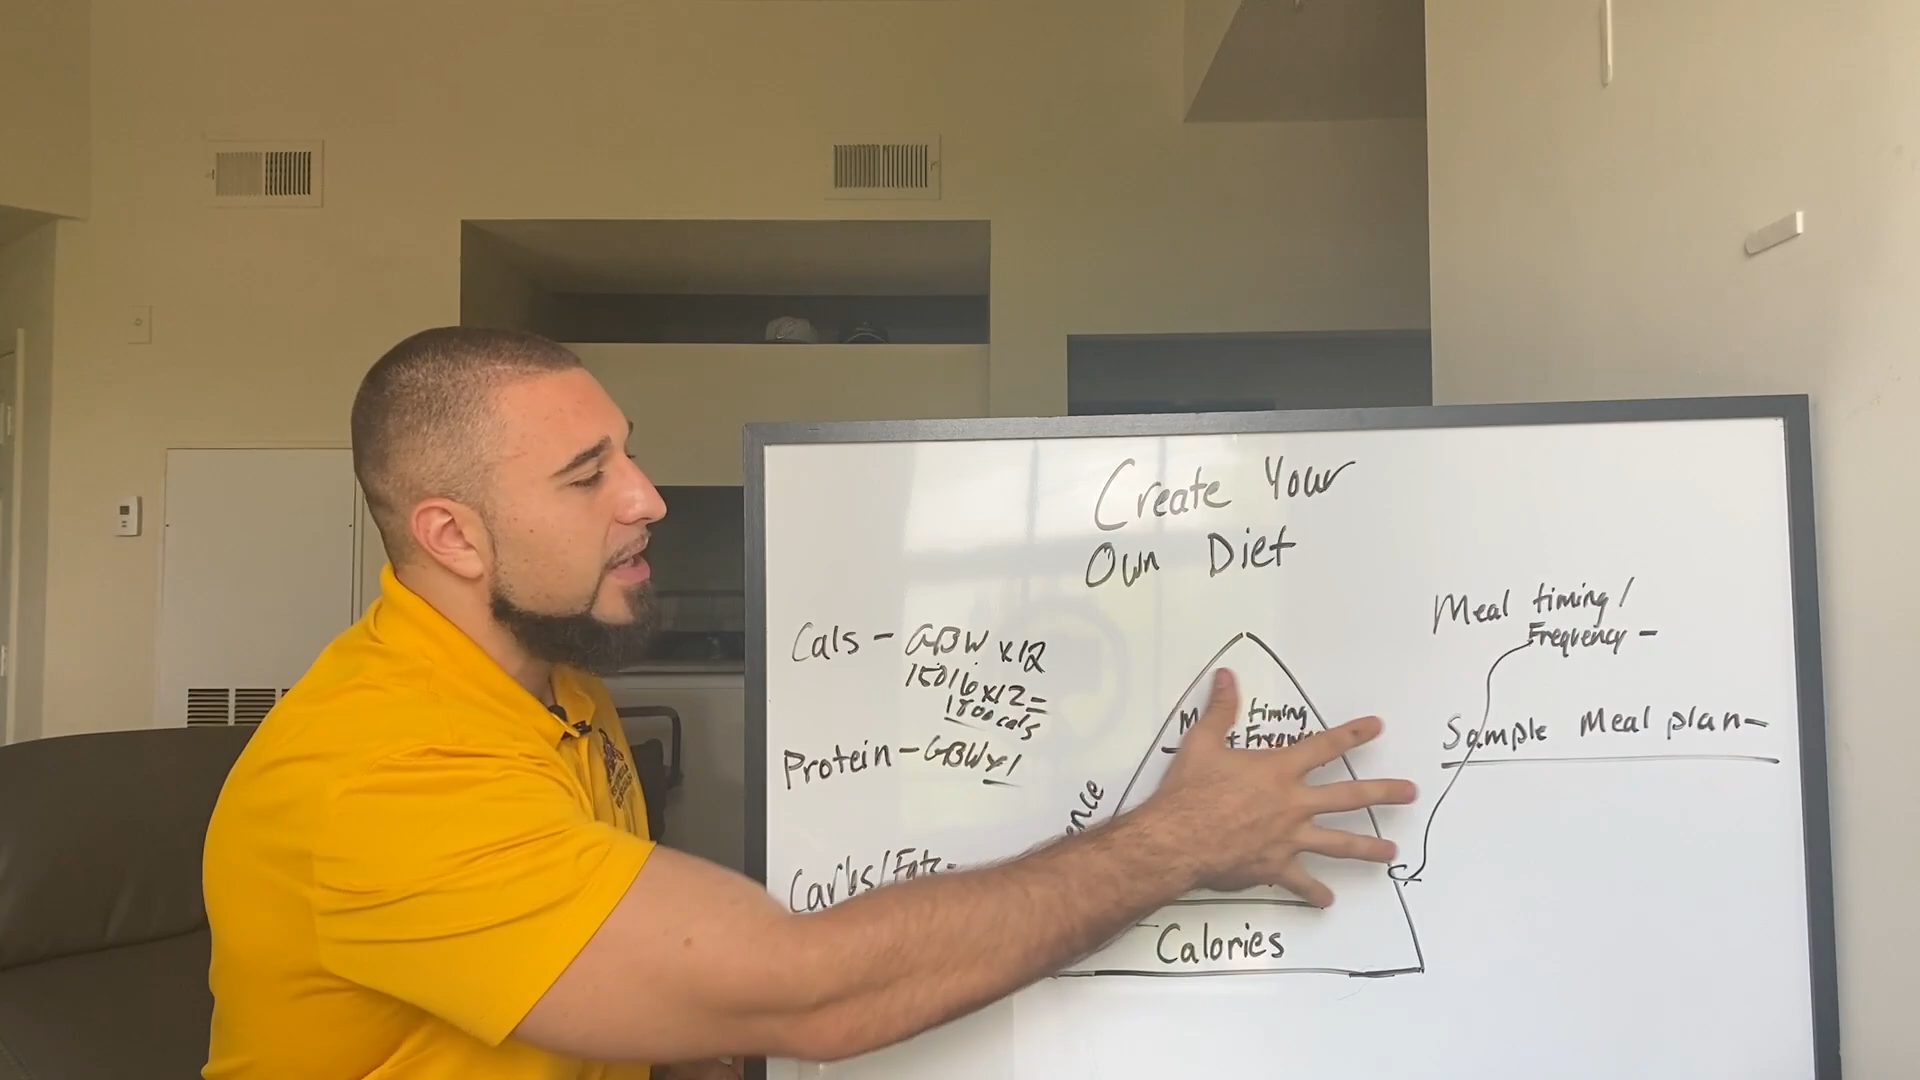 Create Your
Own Diet
Cals - GBW x12
150lb x12 =
1800 cals
Protein - GBW x1
Carbs/Fats -
timing
+
Calories
Meal timing/
Frequency -
Sample Meal plan -